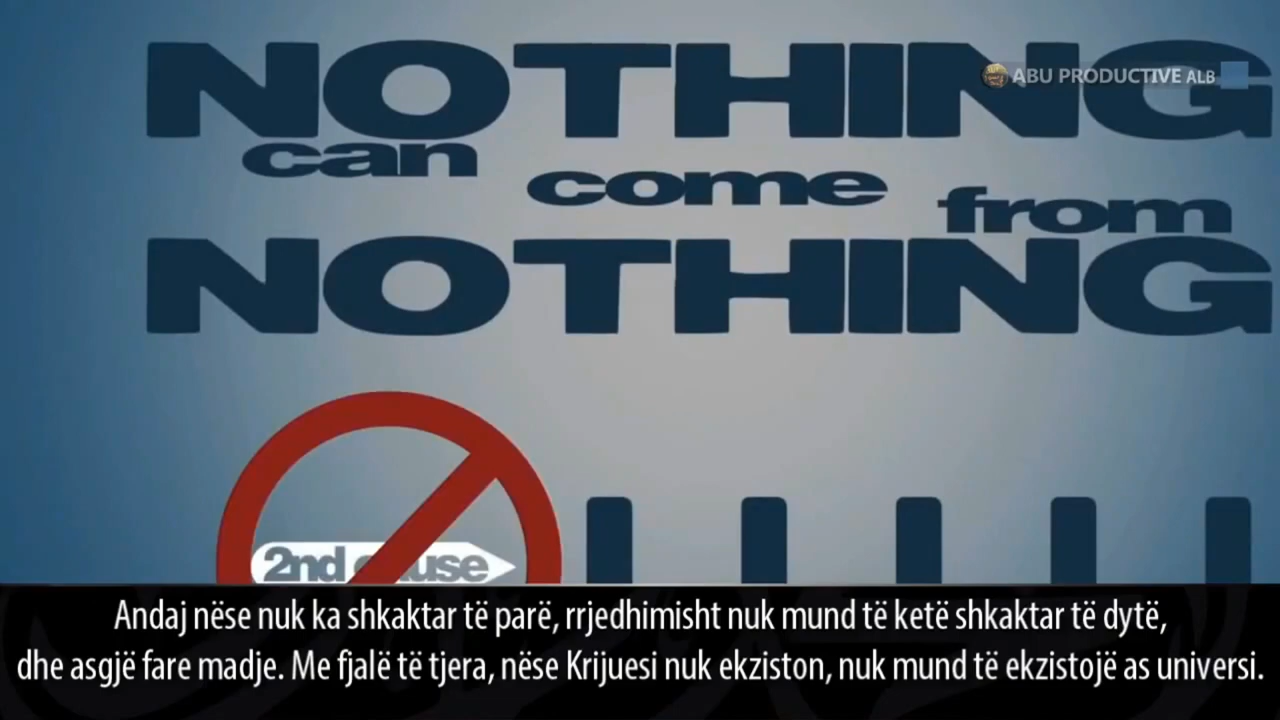 NOTHING
ABU PRODUCTIVE ALB
can come from
NOTHING
2nd cause
Andaj nëse nuk ka shkaktar të parë, rrjedhimisht nuk mund të ketë shkaktar të dytë,
dhe asgjë fare madje. Me fjalë të tjera, nëse Krijuesi nuk ekziston, nuk mund të ekzistojë as universi.